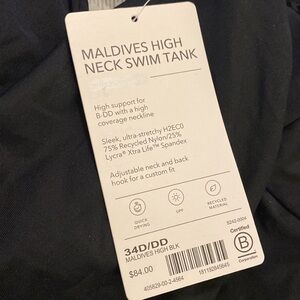 MALDIVES HIGH
NECK SWIM TANK
High support for
B-DD with a high
coverage neckline
Sleek, ultra-stretchy H2ECO
75% Recycled Nylon/25%
Lycra® Xtra Life™ Spandex
Adjustable neck and back
hook for a custom fit
QUICK
DRYING
UPF
RECYCLED
MATERIAL
34D/DD
MALDIVES HIGH BLK
$84.00
Certified
B
Corporation